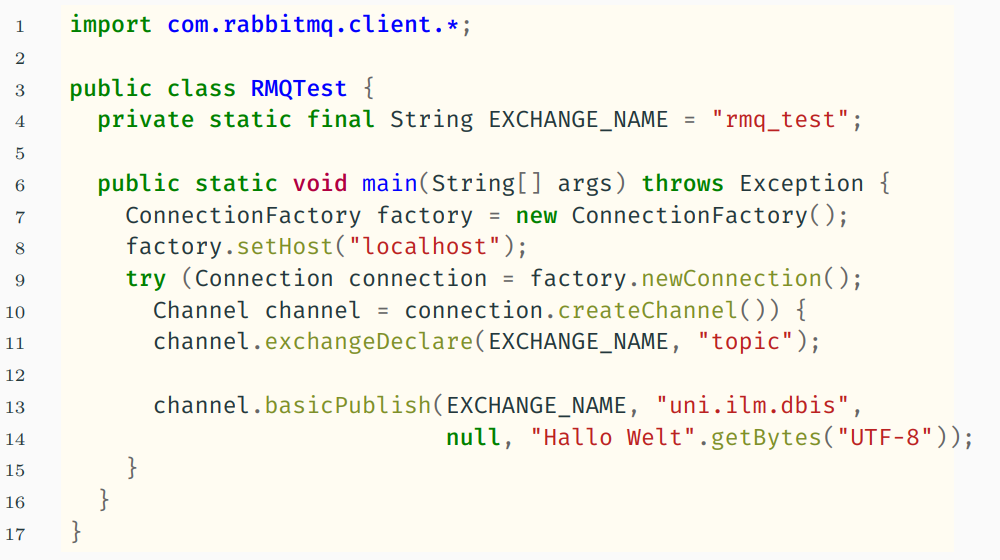 1 import com.rabbitmq.client.*;
2
3 public class RMQTest {
4   private static final String EXCHANGE_NAME = "rmq_test";
5
6   public static void main(String[] args) throws Exception {
7     ConnectionFactory factory = new ConnectionFactory();
8     factory.setHost("localhost");
9     try (Connection connection = factory.newConnection();
10       Channel channel = connection.createChannel()) {
11       channel.exchangeDeclare(EXCHANGE_NAME, "topic");
12
13       channel.basicPublish(EXCHANGE_NAME, "uni.ilm.dbis",
14                            null, "Hallo Welt".getBytes("UTF-8"));
15     }
16   }
17 }